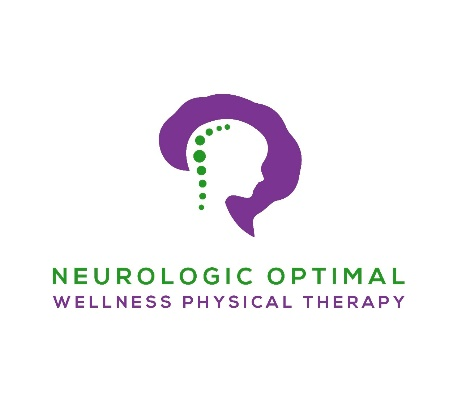 NEUROLOGIC OPTIMAL
WELLNESS PHYSICAL THERAPY